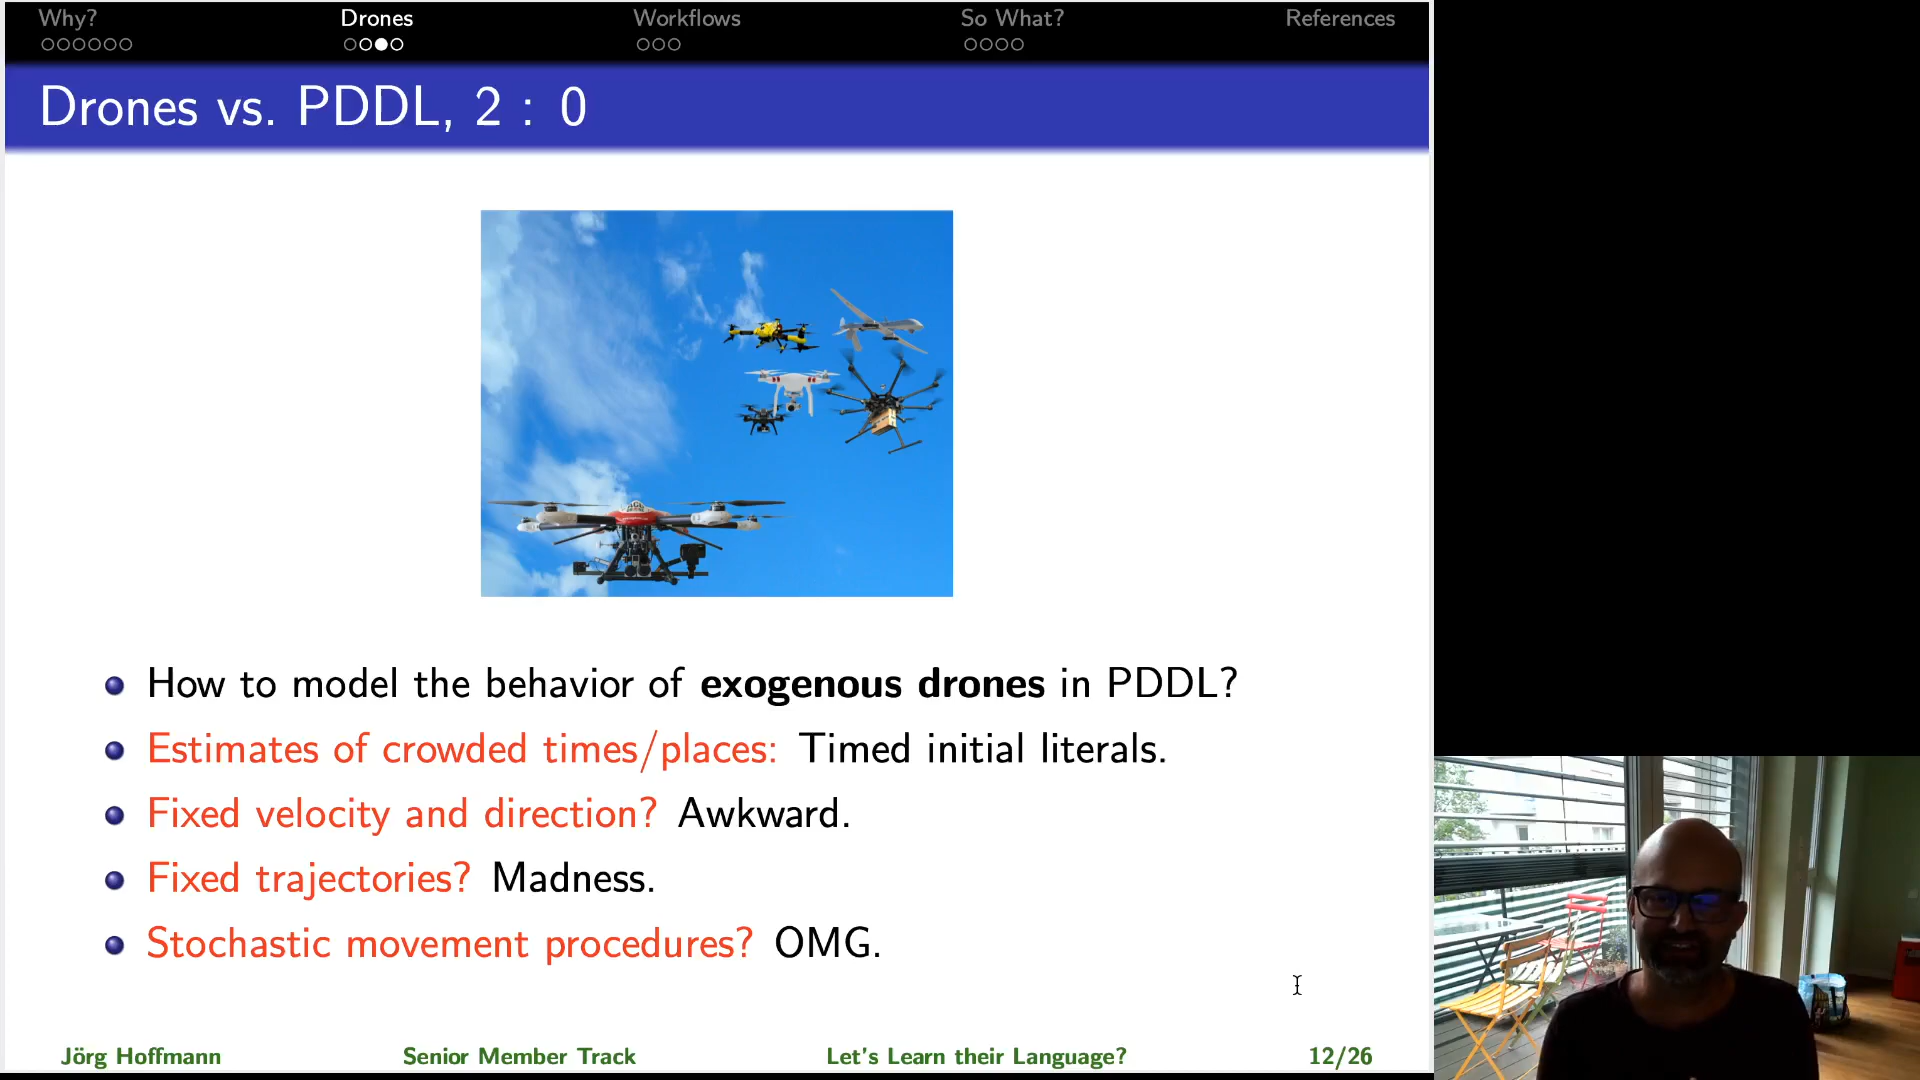 Why?
Drones
Workflows
So What?
References
Drones vs. PDDL, 2 : 0
How to model the behavior of exogenous drones in PDDL?
Estimates of crowded times/places: Timed initial literals.
Fixed velocity and direction? Awkward.
Fixed trajectories? Madness.
Stochastic movement procedures? OMG.
Jörg Hoffmann
Senior Member Track
Let's Learn their Language?
12/26